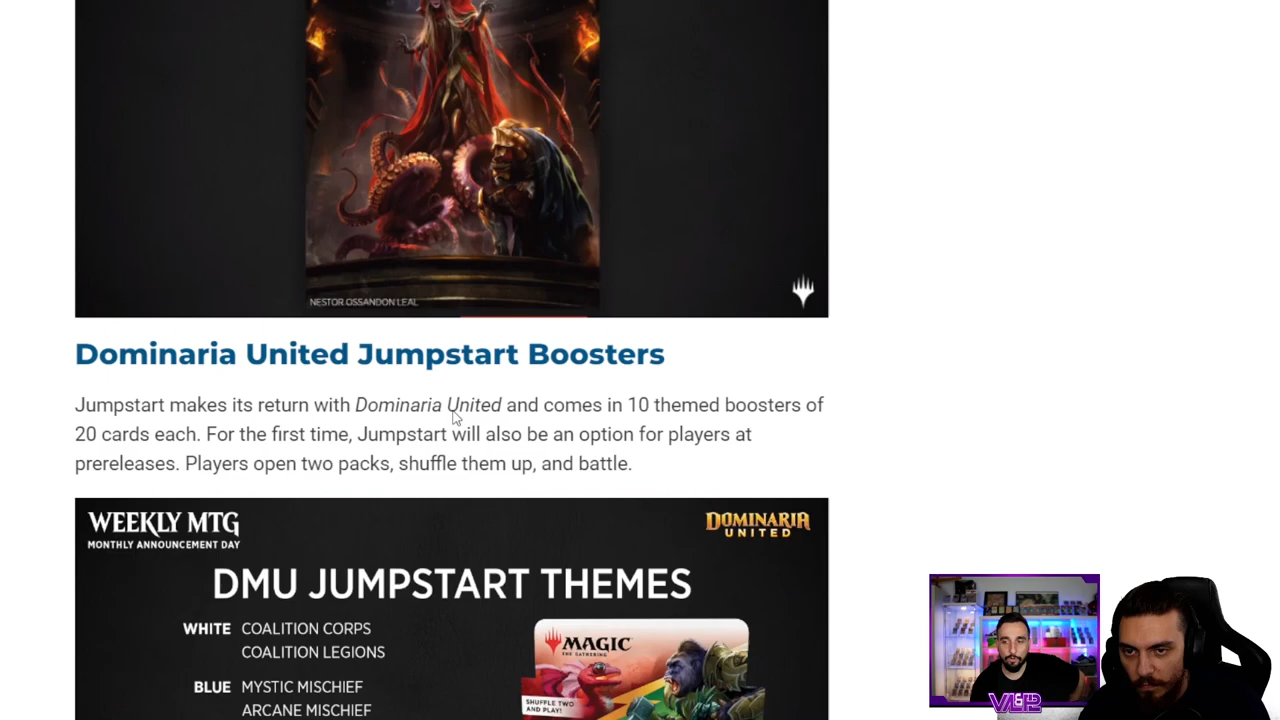 NESTOR OSSANDON LEAL
Dominaria United Jumpstart Boosters
Jumpstart makes its return with Dominaria United and comes in 10 themed boosters of
20 cards each. For the first time, Jumpstart will also be an option for players at
prereleases. Players open two packs, shuffle them up, and battle.
WEEKLY MTG
MONTHLY ANNOUNCEMENT DAY
DOMINARIA
UNITED
DMU JUMPSTART THEMES
WHITE COALITION CORPS
COALITION LEGIONS
BLUE MYSTIC MISCHIEF
ARCANE MISCHIEF
MAGIC
THE GATHERING
SHUFFLE TWO
AND PLAY!